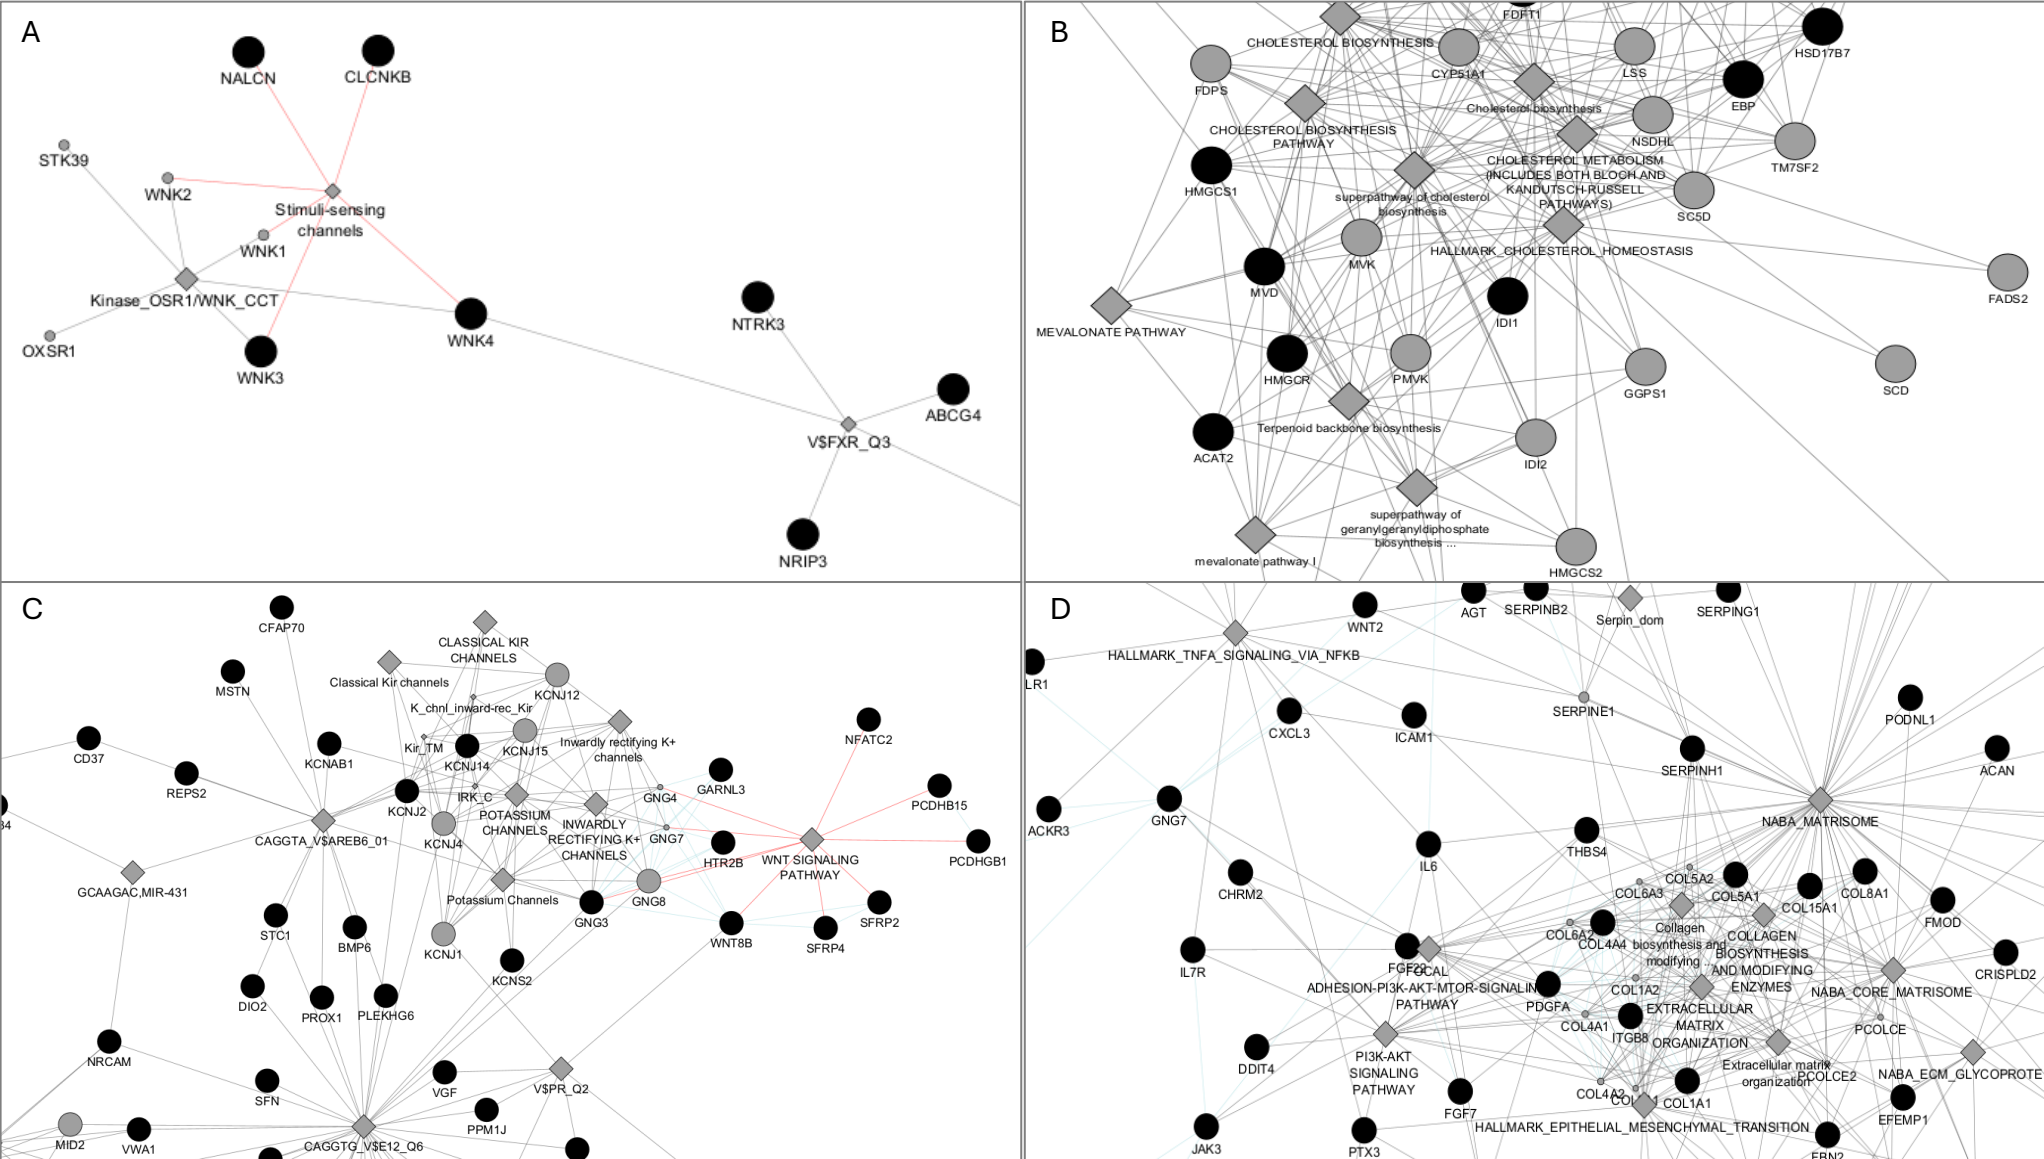 A
NALCN
CLCNKB
STK39
WNK2
Stimuli-sensing
channels
WNK1
Kinase_OSR1/WNK_CCT
OXSR1
WNK3
WNK4
NTRK3
ABCG4
V$FXR_Q3
NRIP3
B
FDFT1
CHOLESTEROL BIOSYNTHESIS
CYP51A1
LSS
HSD17B7
FDPS
Cholesterol biosynthesis
EBP
CHOLESTEROL BIOSYNTHESIS
PATHWAY
NSDHL
TM7SF2
HMGCS1
CHOLESTEROL METABOLISM
(INCLUDES BOTH BLOCH AND
KANDUTSCH-RUSSELL
PATHWAYS)
superpathway of cholesterol
biosynthesis
SC5D
MVK
HALLMARK_CHOLESTEROL_HOMEOSTASIS
MVD
FADS2
MEVALONATE PATHWAY
IDI1
HMGCR
PMVK
GGPS1
SCD
Terpenoid backbone biosynthesis
ACAT2
IDI2
superpathway of
geranylgeranyldiphosphate
biosynthesis ...
mevalonate pathway I
HMGCS2
C
CFAP70
CLASSICAL KIR
CHANNELS
MSTN
Classical Kir channels
KCNJ12
K_chnl_inward-rec_Kir
CD37
KCNAB1
Kir_TM
KCNJ14
KCNJ15
Inwardly rectifying K+
channels
NFATC2
REPS2
KCNJ2
IRK_C
GNG4
GARNL3
PCDHB15
34
POTASSIUM
CHANNELS
INWARDLY
RECTIFYING K+
CHANNELS
CAGGTA_V$AREB6_01
KCNJ4
GNG7
HTR2B
WNT SIGNALING
PATHWAY
PCDHGB1
GCAAGAC,MIR-431
Potassium Channels
GNG8
GNG3
STC1
BMP6
KCNJ1
WNT8B
SFRP4
SFRP2
KCNS2
DIO2
PROX1
PLEKHG6
NRCAM
SFN
VGF
V$PR_Q2
PPM1J
MID2
VWA1
CAGGTG_V$E12_Q6
D
WNT2
AGT
SERPINB2
Serpin_dom
SERPING1
HALLMARK_TNFA_SIGNALING_VIA_NFKB
LR1
SERPINE1
CXCL3
ICAM1
PODNL1
SERPINH1
ACAN
ACKR3
GNG7
NABA_MATRISOME
THBS4
IL6
CHRM2
COL5A2
COL6A3
COL5A1
COL15A1
COL8A1
FMOD
COL6A2
COL4A4
Collagen
biosynthesis and
modifying ...
COLLAGEN
BIOSYNTHESIS
AND MODIFYING
ENZYMES
IL7R
FGF22
FOCAL
ADHESION-PI3K-AKT-MTOR-SIGNALING
PATHWAY
CRISPLD2
PDGFA
COL1A2
NABA_CORE_MATRISOME
COL4A1
ITGB8
EXTRACELLULAR
MATRIX
ORGANIZATION
PCOLCE
DDIT4
PI3K-AKT
SIGNALING
PATHWAY
Extracellular matrix
organization
PCOLCE2
NABA_ECM_GLYCOPROTE
COL4A2
FGF7
COL1A1
EFEMP1
HALLMARK_EPITHELIAL_MESENCHYMAL_TRANSITION
JAK3
PTX3
FBN2